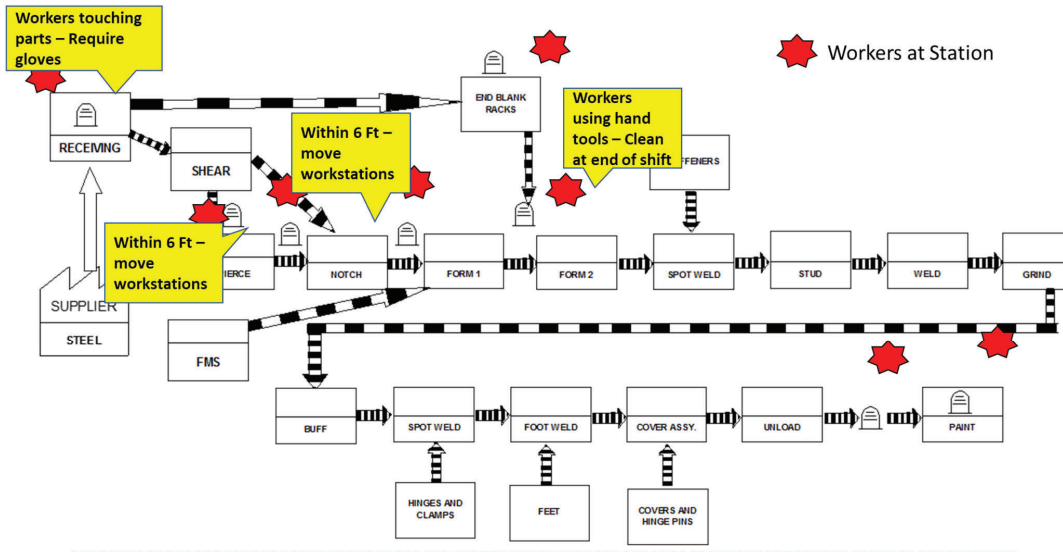 Workers touching
parts – Require
gloves
Workers at Station
RECEIVING
END BLANK
RACKS
Workers
using hand
tools – Clean
at end of shift
FFENERS
SHEAR
Within 6 Ft –
move
workstations
Within 6 Ft –
move
workstations
IERCE
NOTCH
FORM 1
FORM 2
SPOT WELD
STUD
WELD
GRIND
SUPPLIER
STEEL
FMS
BUFF
SPOT WELD
FOOT WELD
COVER ASSY.
UNLOAD
PAINT
HINGES AND
CLAMPS
FEET
COVERS AND
HINGE PINS